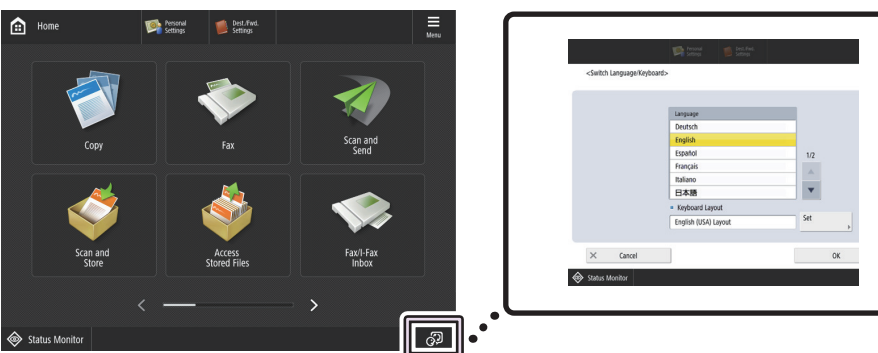 Home
Personal
Settings
Dest./Fwd.
Settings
Menu
Copy
Fax
Scan and
Send
Scan and
Store
Access
Stored Files
Fax/I-Fax
Inbox
Status Monitor
Personal
Settings
Dest./Fwd.
Settings
<Switch Language/Keyboard>
Language
Deutsch
English
Español
Français
Italiano
日本語
1/2
Keyboard Layout
English (USA) Layout
Set
Cancel
OK
Status Monitor